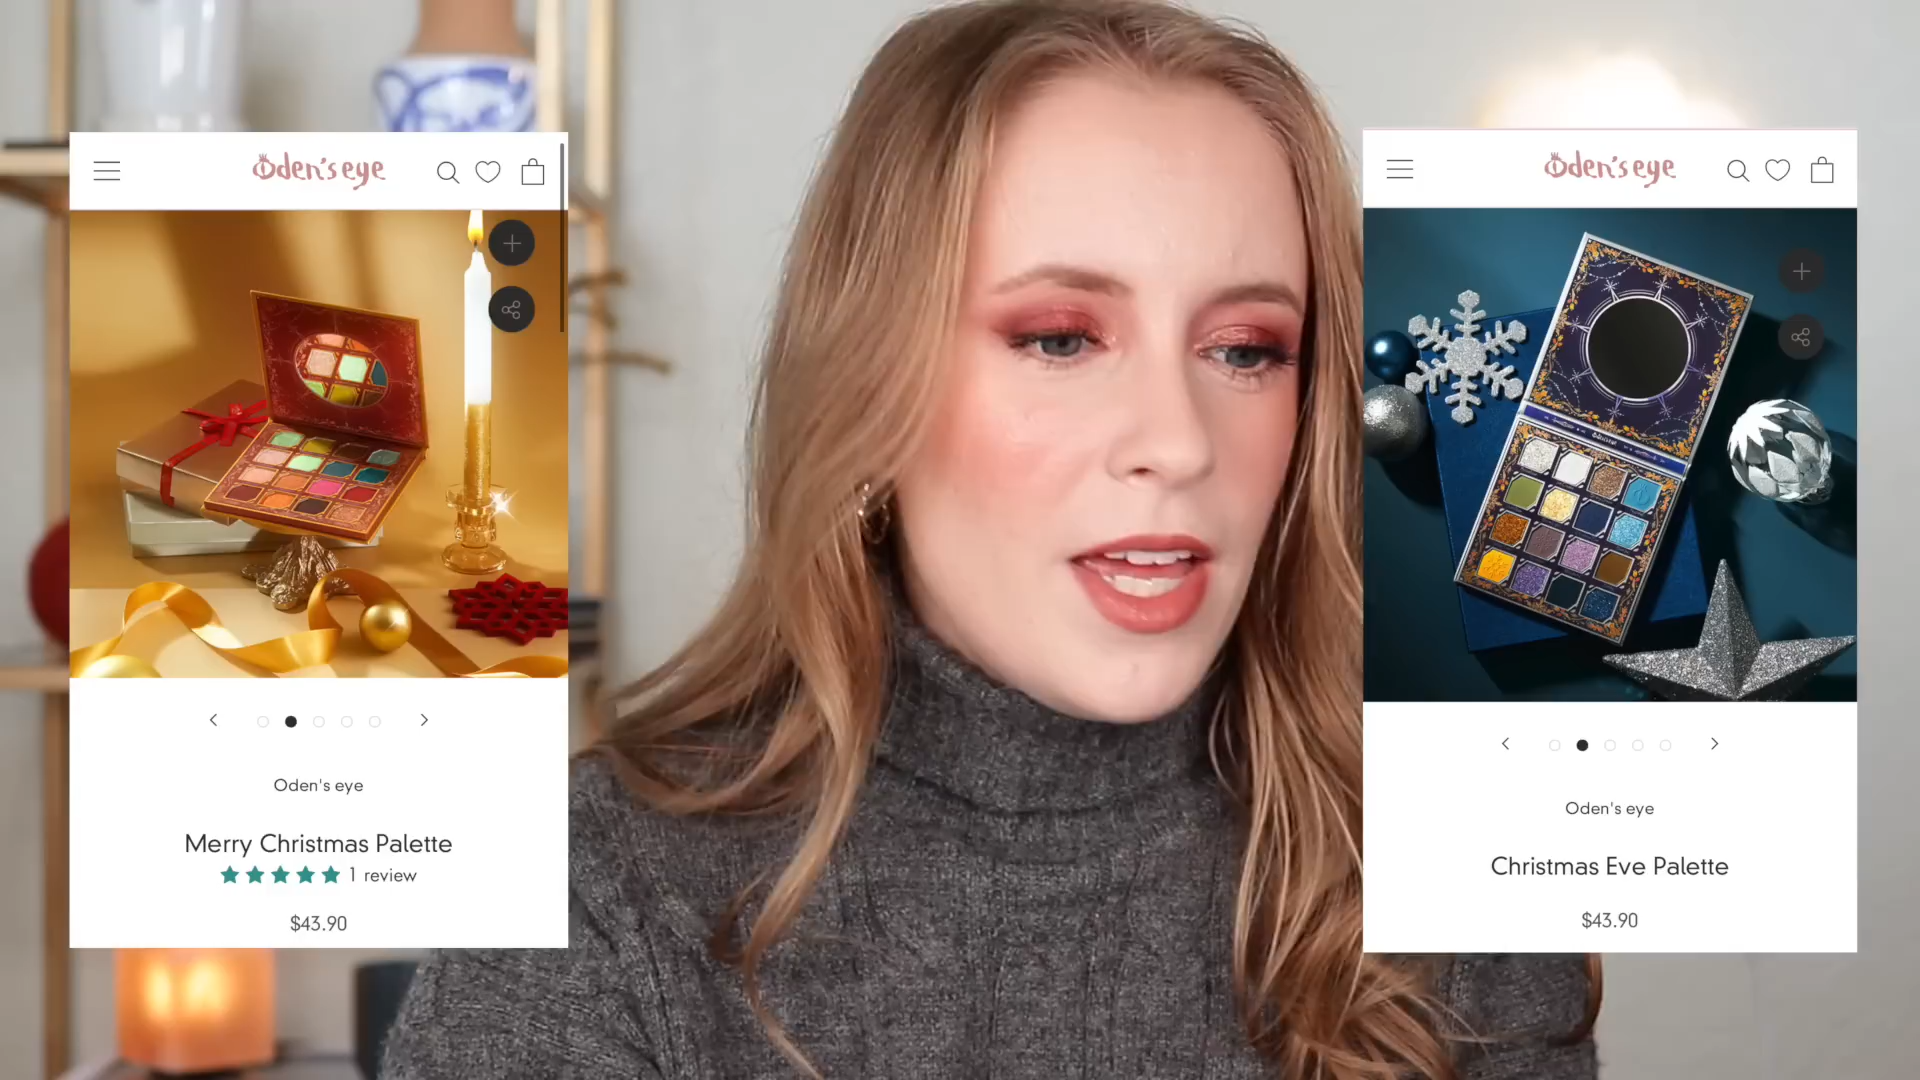 Oden's eye
Oden's eye
Merry Christmas Palette
1 review
$43.90
Oden's eye
Oden's eye
Christmas Eve Palette
$43.90